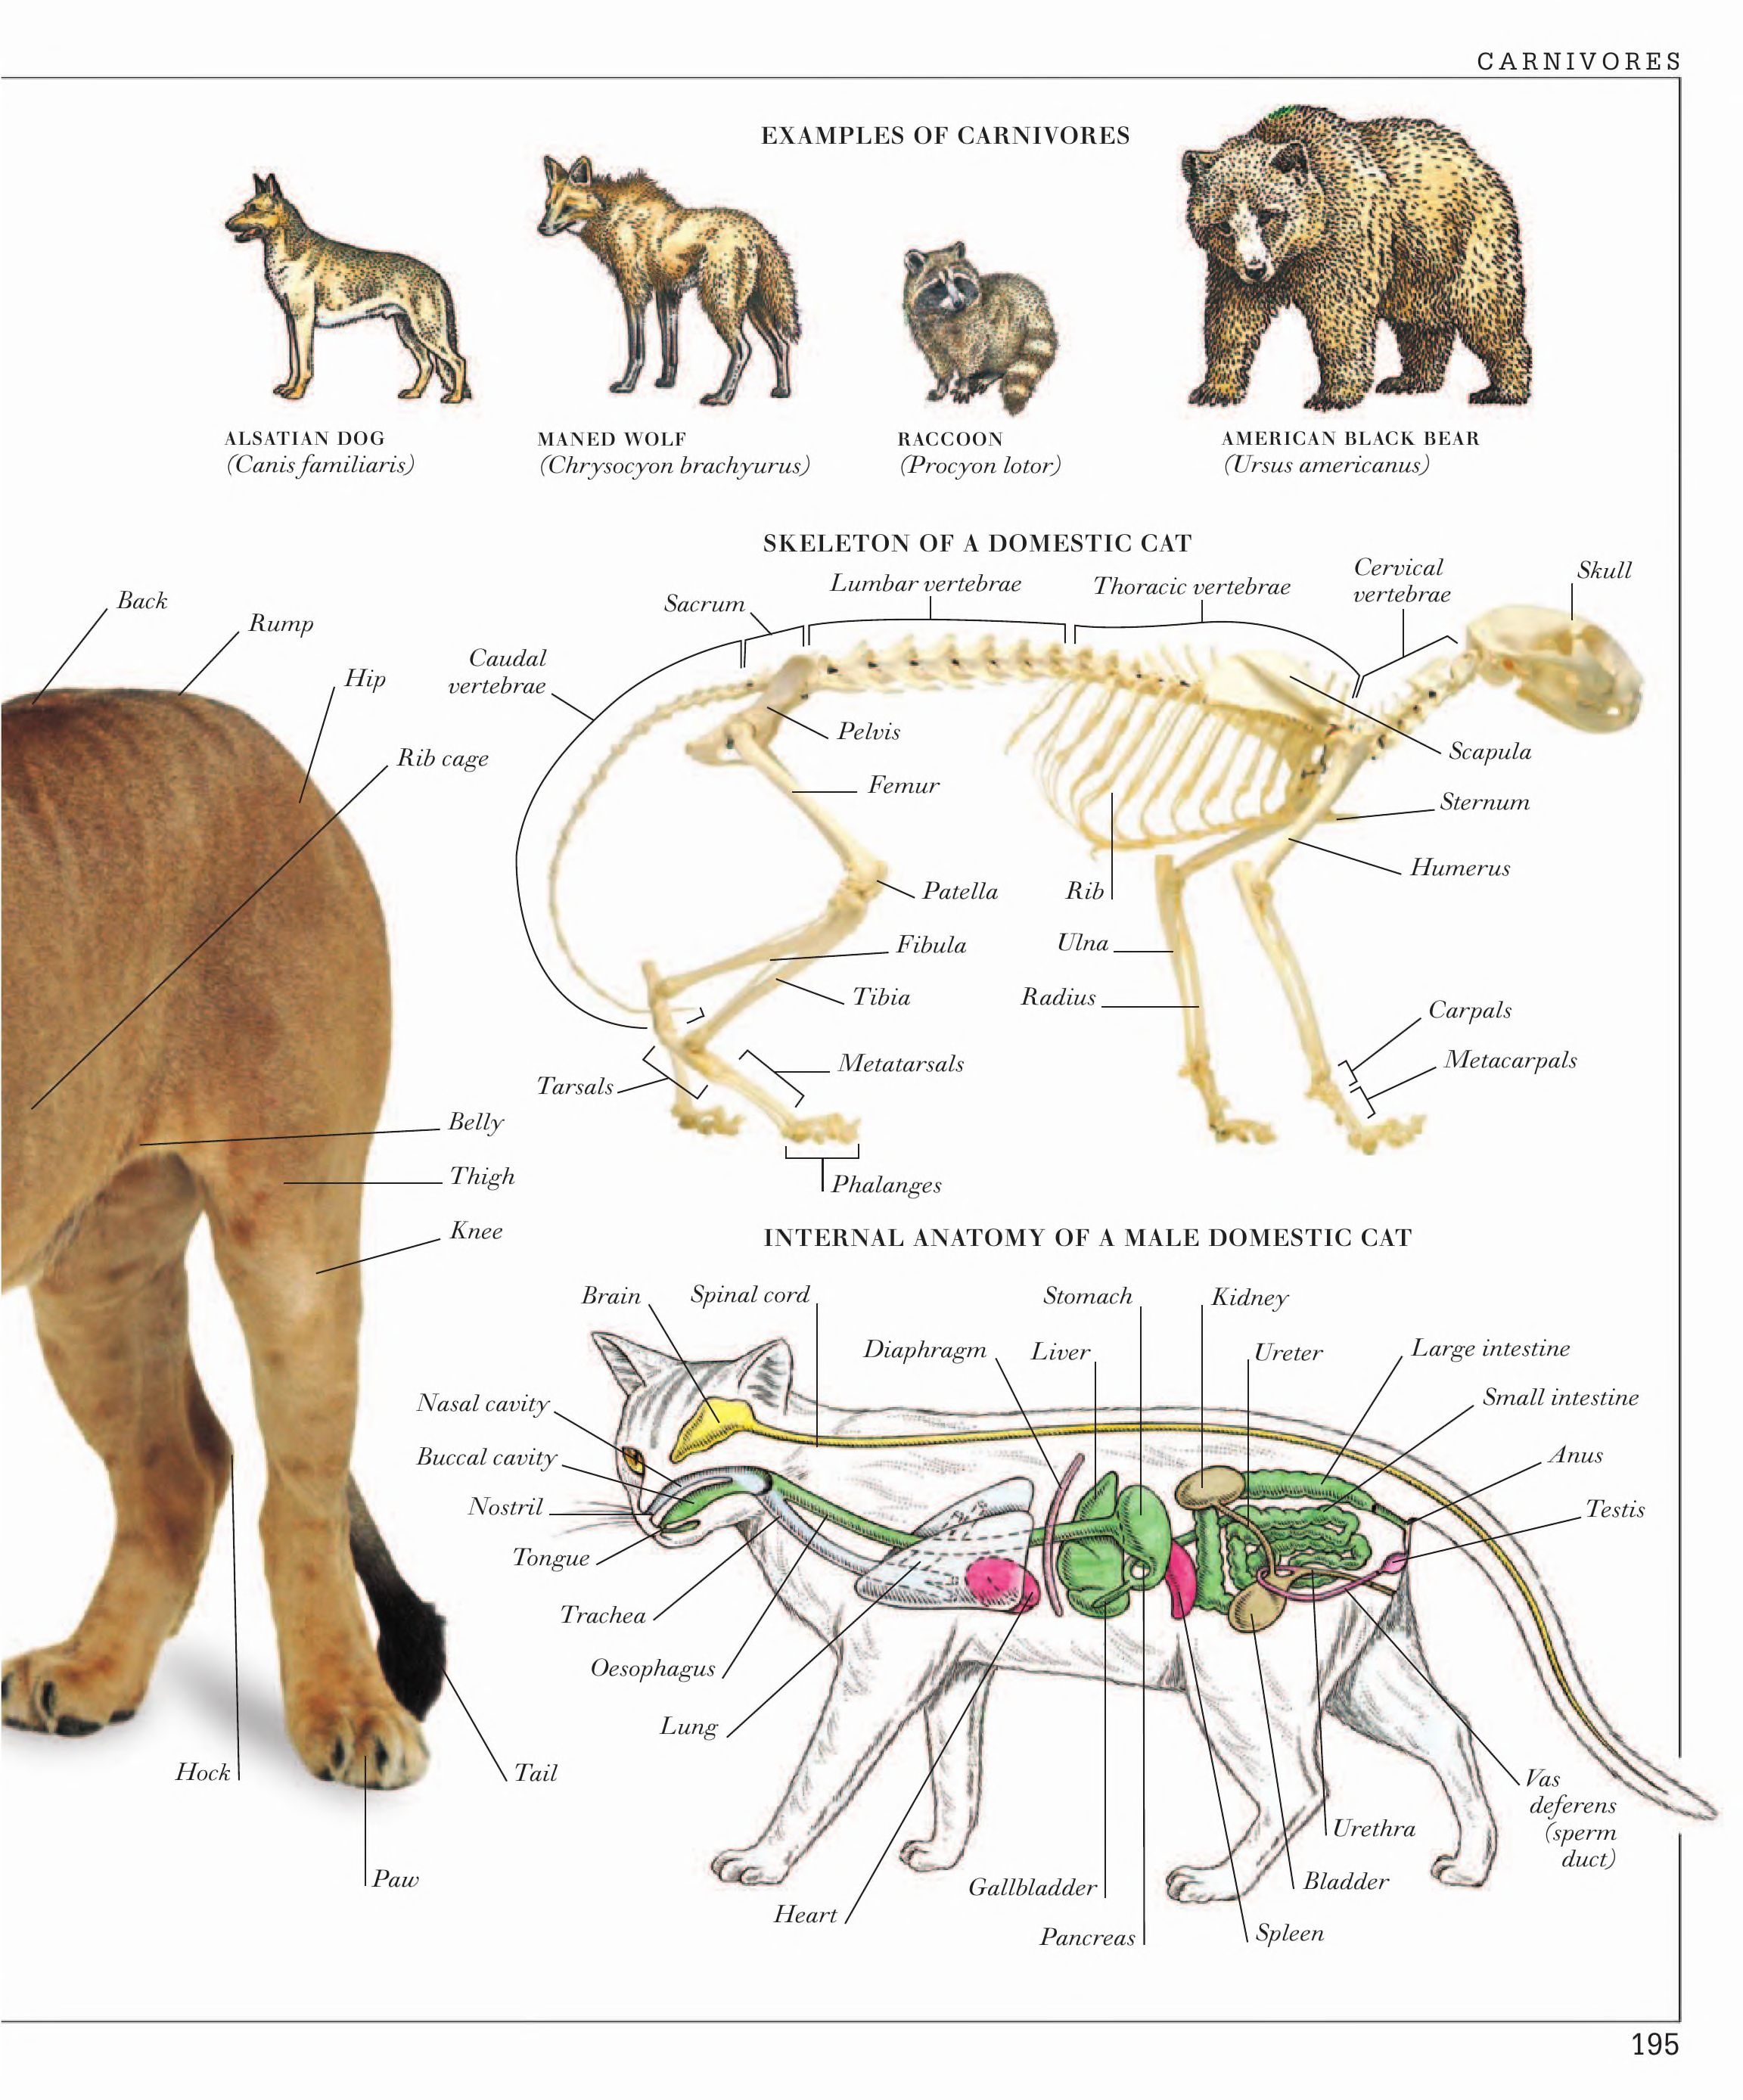 CARNIVORES
EXAMPLES OF CARNIVORES
ALSATIAN DOG
(Canis familiaris)
MANED WOLF
(Chrysocyon brachyurus)
RACCOON
(Procyon lotor)
AMERICAN BLACK BEAR
(Ursus americanus)
Back
Rump
Hip
Rib cage
Belly
Thigh
Knee
Hock
Tail
Paw
SKELETON OF A DOMESTIC CAT
Caudal
vertebrae
Sacrum
Lumbar vertebrae
Thoracic vertebrae
Cervical
vertebrae
Skull
Pelvis
Femur
Patella
Fibula
Tibia
Metatarsals
Tarsals
Phalanges
Rib
Ulna
Radius
Scapula
Sternum
Humerus
Carpals
Metacarpals
INTERNAL ANATOMY OF A MALE DOMESTIC CAT
Brain
Spinal cord
Diaphragm
Liver
Stomach
Kidney
Ureter
Large intestine
Small intestine
Anus
Testis
Nasal cavity
Buccal cavity
Nostril
Tongue
Trachea
Oesophagus
Lung
Heart
Gallbladder
Pancreas
Spleen
Bladder
Urethra
Vas
deferens
(sperm
duct)
195